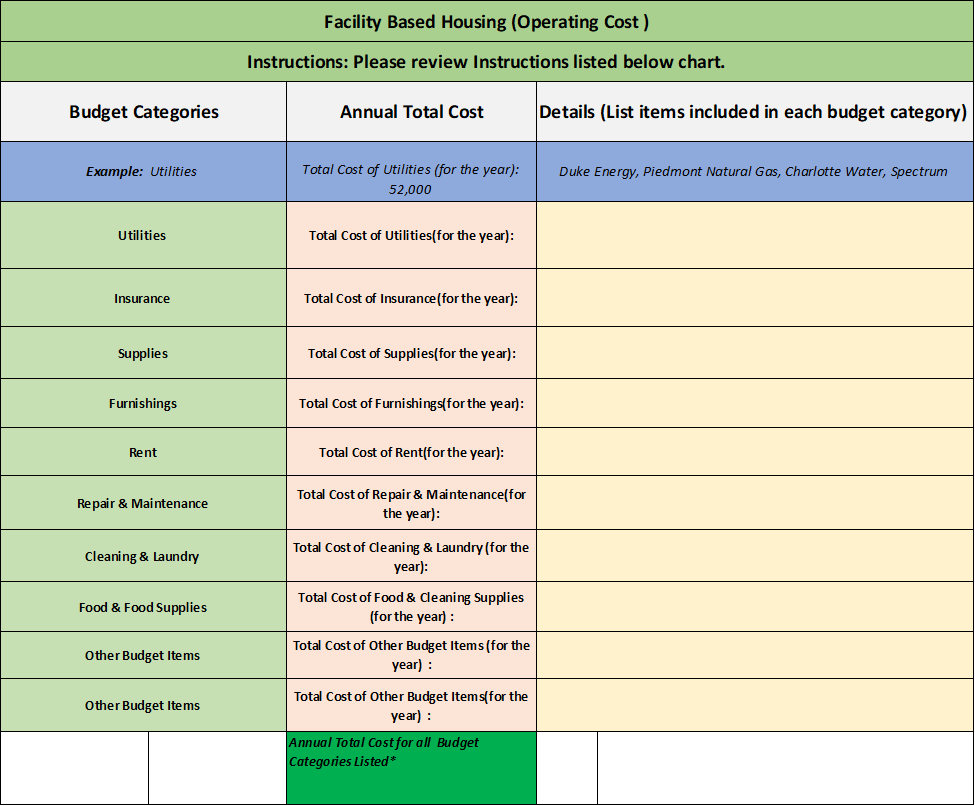 Facility Based Housing (Operating Cost )
Instructions: Please review Instructions listed below chart.
Budget Categories
Annual Total Cost
Details (List items included in each budget category)
Example:  Utilities
Total Cost of Utilities (for the year):
52,000
Duke Energy, Piedmont Natural Gas, Charlotte Water, Spectrum
Utilities
Total Cost of Utilities(for the year):
Insurance
Total Cost of Insurance(for the year):
Supplies
Total Cost of Supplies(for the year):
Furnishings
Total Cost of Furnishings(for the year):
Rent
Total Cost of Rent(for the year):
Repair & Maintenance
Total Cost of Repair & Maintenance(for
the year):
Cleaning & Laundry
Total Cost of Cleaning & Laundry (for the
year):
Food & Food Supplies
Total Cost of Food & Cleaning Supplies
(for the year) :
Other Budget Items
Total Cost of Other Budget Items (for the
year)  :
Other Budget Items
Total Cost of Other Budget Items(for the
year)  :
Annual Total Cost for all  Budget
Categories Listed*